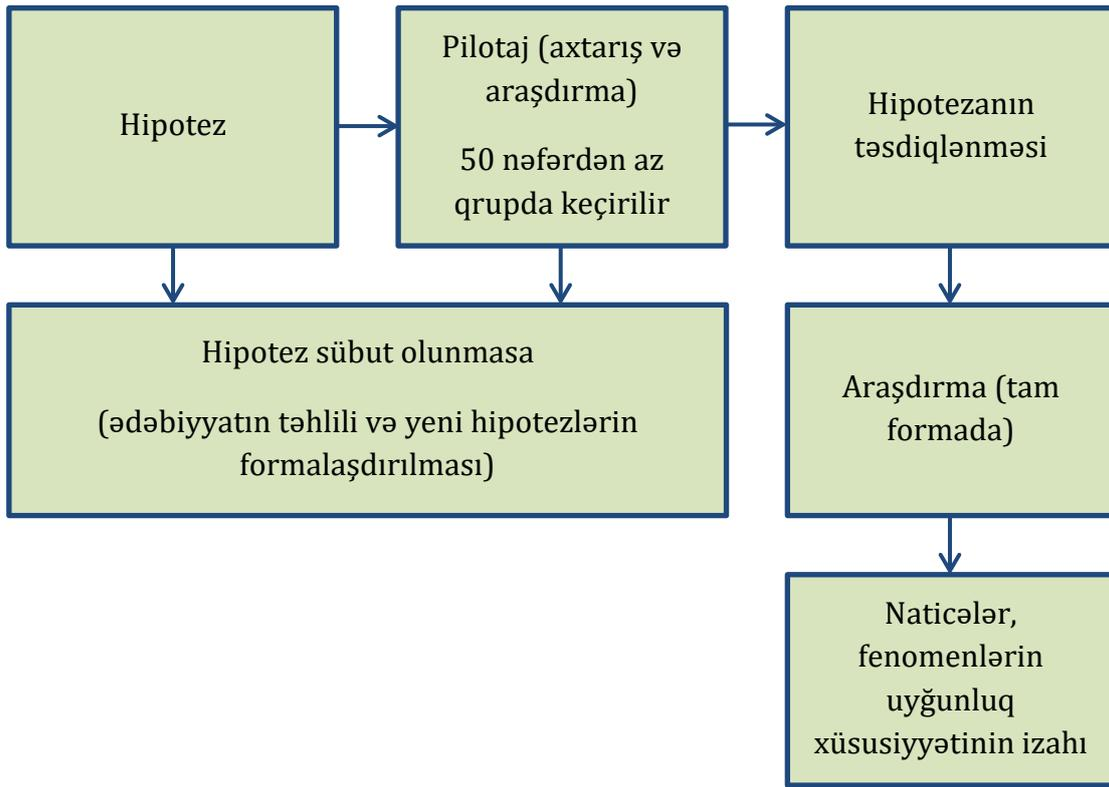 Hipotez
Pilotaj (axtarış və
araşdırma)
50 nəfərdən az
qrupda keçirilir
Hipotezanın
təsdiqlənməsi
Hipotez sübut olunmasa
(ədəbiyyatın təhlili və yeni hipotezlərin
formalaşdırılması)
Araşdırma (tam
formada)
Naticələr,
fenomenlərin
uyğunluq
xüsusiyyətinin izahı